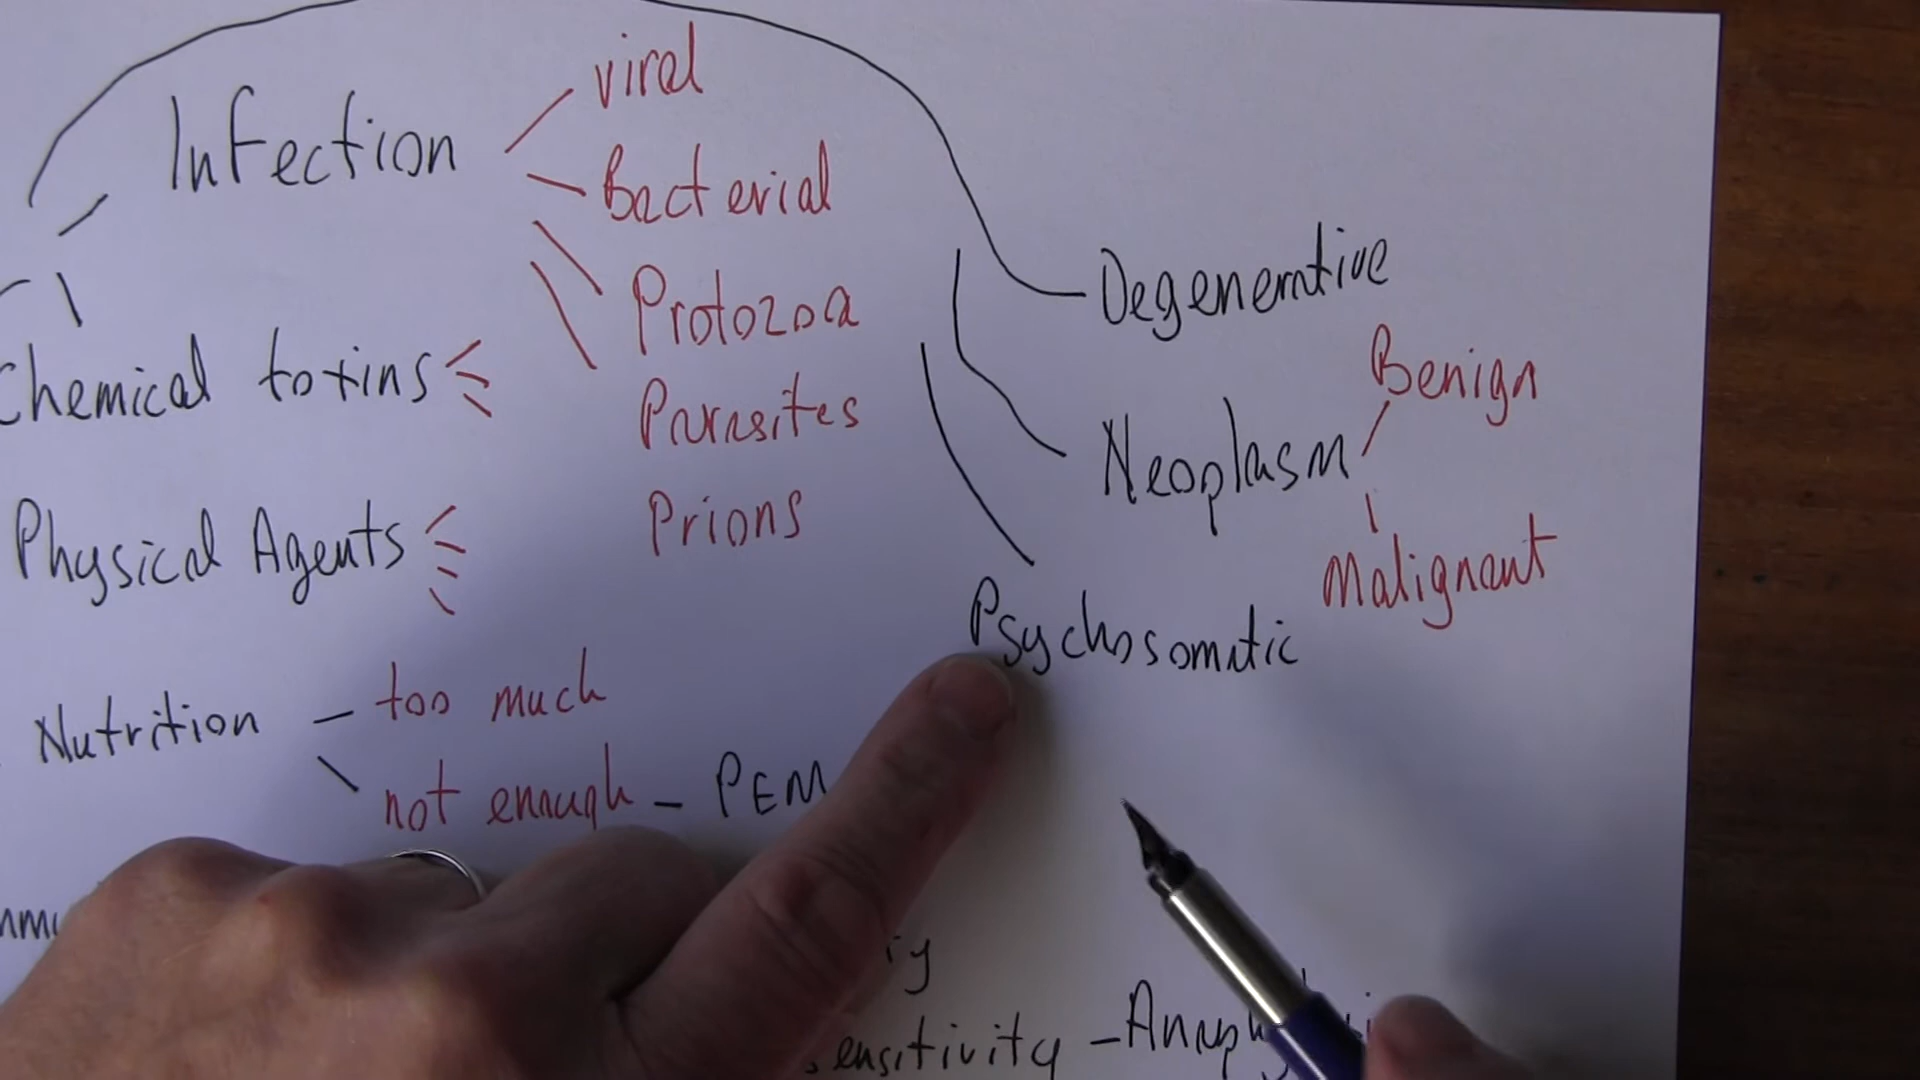 Infection
viral
Bacterial
Protozoa
Parasites
Prions
Chemical toxins
Physical Agents
Nutrition - too much
not enough - PEM
Degenerative
Neoplasm
Benign
Malignant
Psychosomatic